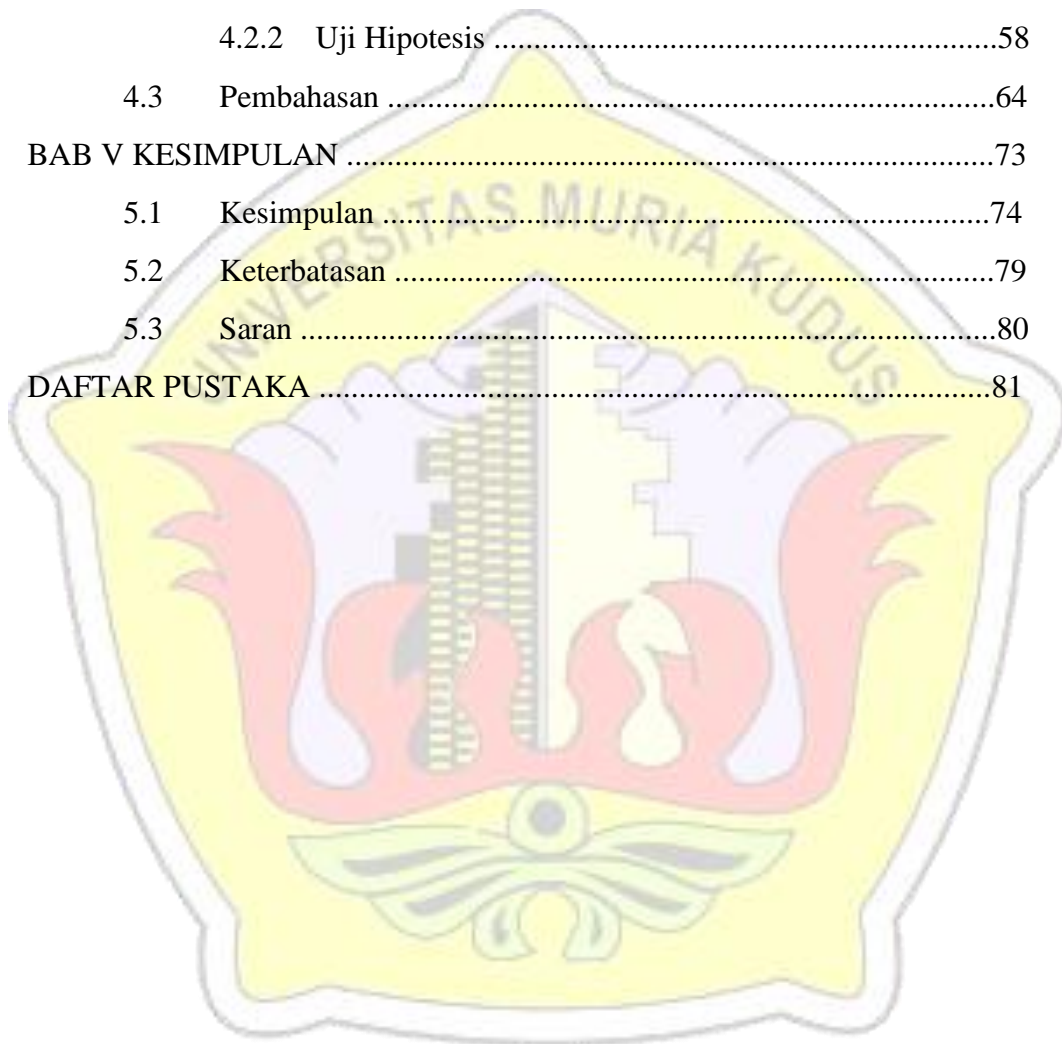 4.2.2 Uji Hipotesis ....................................................................58
4.3 Pembahasan ............................................................................64
BAB V KESIMPULAN .................................................................................73
5.1 Kesimpulan ............................................................................74
5.2 Keterbatasan ...........................................................................79
5.3 Saran .......................................................................................80
DAFTAR PUSTAKA ....................................................................................81
UNIVERSITAS MURIA KUDUS